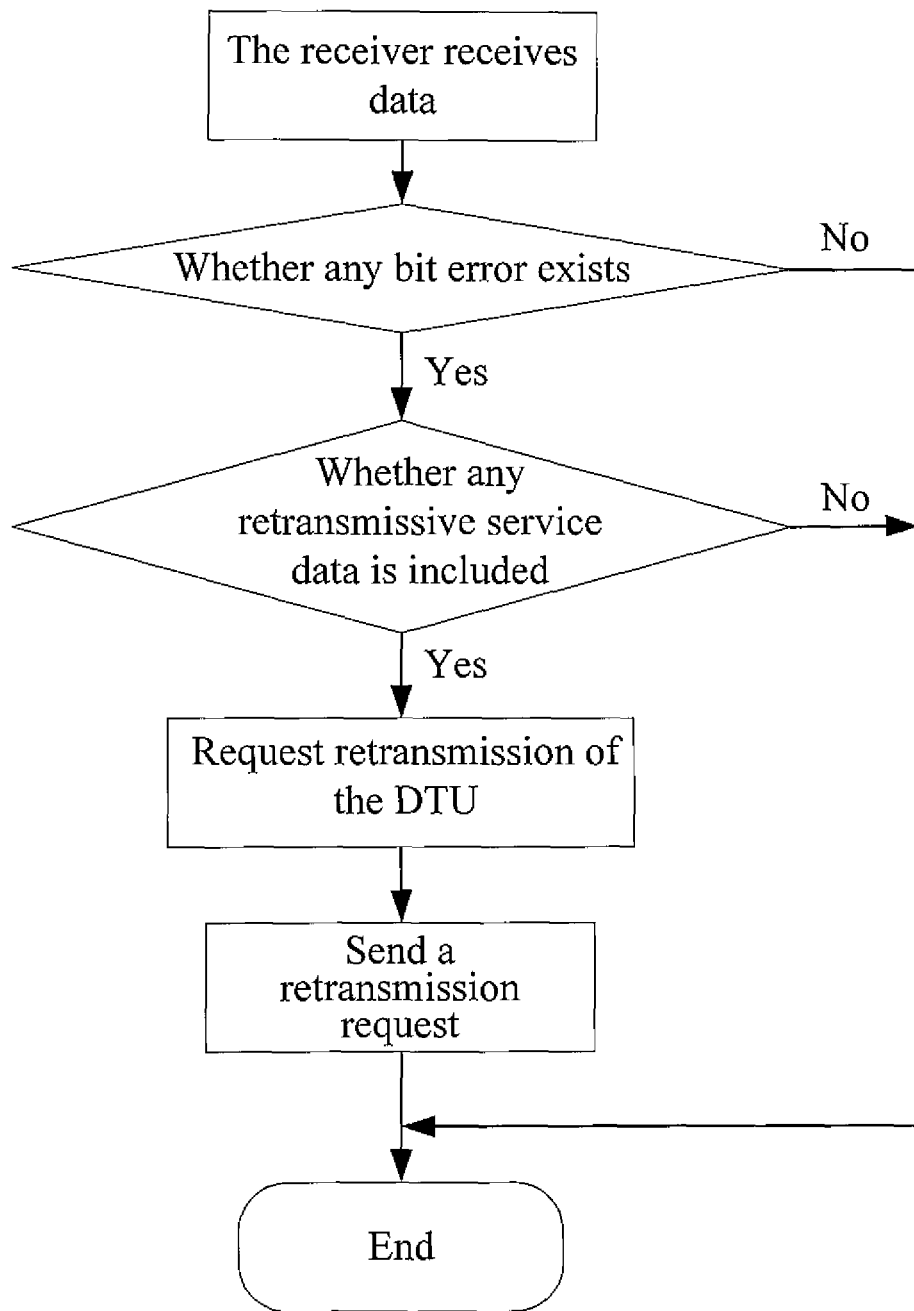 The receiver receives
data
Whether any bit error exists
No
Yes
Whether any
retransmissive service
data is included
No
Yes
Request retransmission of
the DTU
Send a
retransmission
request
End